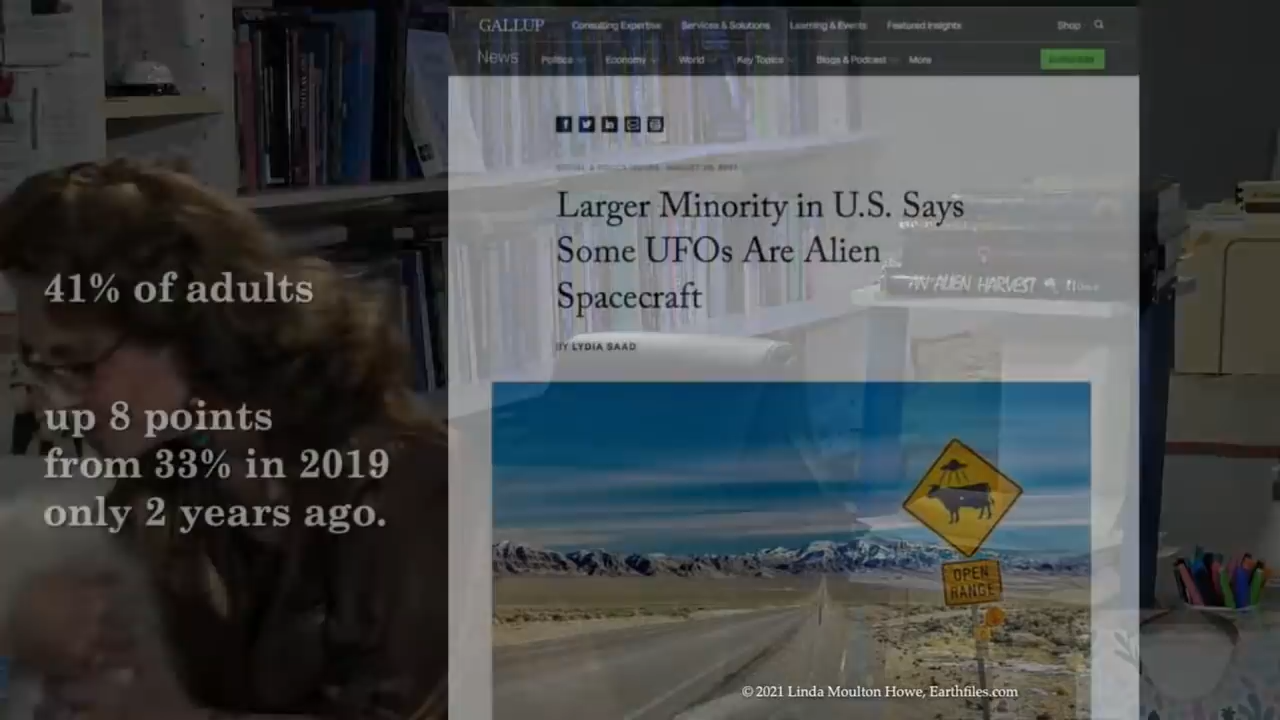 GALLUP Consulting Expertise Services & Solutions Learning & Events Featured Insights Shop
News Politics Economy World Key Topics Blogs & Podcast More
Larger Minority in U.S. Says
Some UFOs Are Alien
Spacecraft
BY LYDIA SAAD
41% of adults
up 8 points
from 33% in 2019
only 2 years ago.
AN ALIEN HARVEST
OPEN
RANGE
© 2021 Linda Moulton Howe, Earthfiles.com